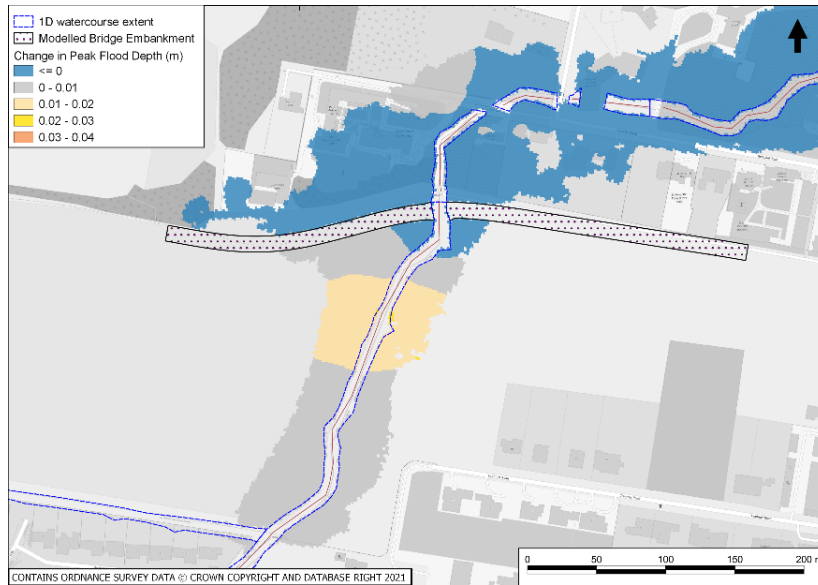 1D watercourse extent
Modelled Bridge Embankment
Change in Peak Flood Depth (m)
<= 0
0 - 0.01
0.01 - 0.02
0.02 - 0.03
0.03 - 0.04
CONTAINS ORDNANCE SURVEY DATA © CROWN COPYRIGHT AND DATABASE RIGHT 2021
0 50 100 150 200 m